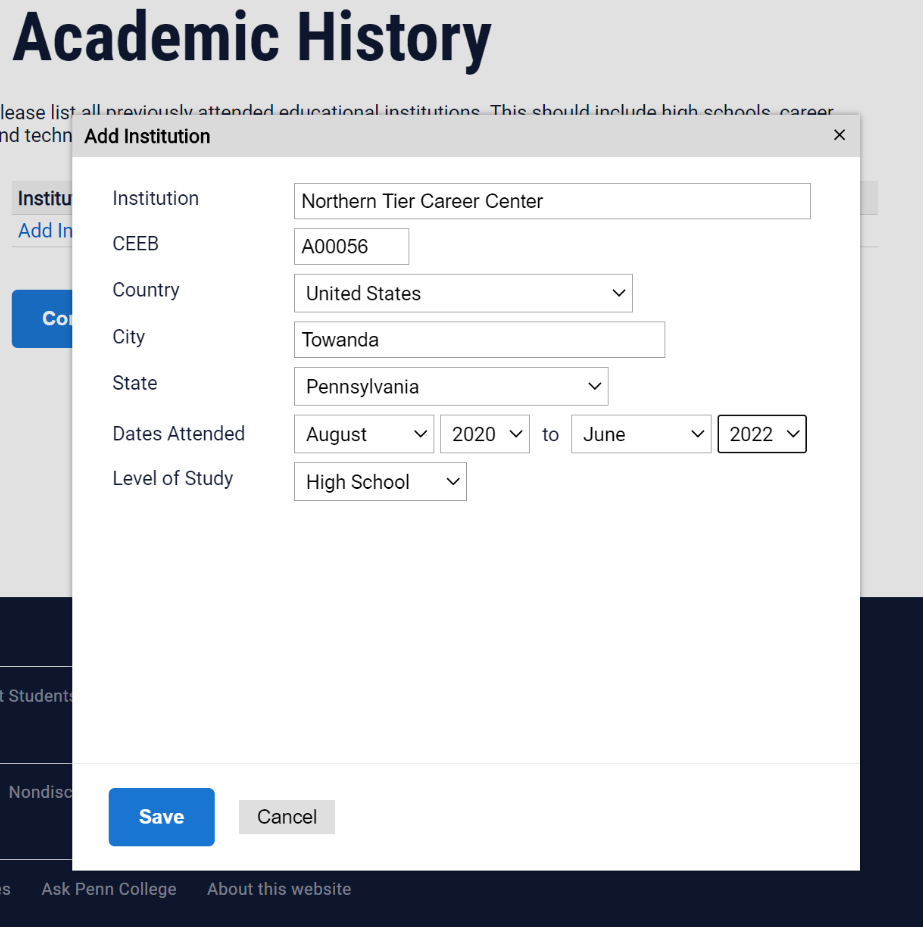 Academic History
lease list all previously attended educational institutions. This should include high schools, career
nd techn
Add Institution
Institu
Add In
Con
Institution
Northern Tier Career Center
CEEB
A00056
Country
United States
City
Towanda
State
Pennsylvania
Dates Attended
August 2020 to June 2022
Level of Study
High School
Save Cancel
t Students
Nondisc
es Ask Penn College About this website